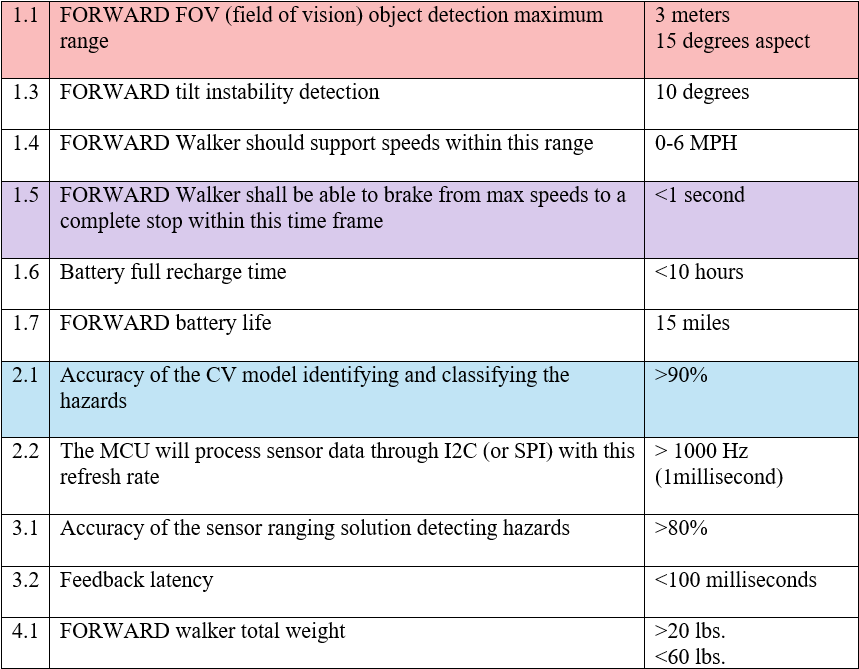 1.1 FORWARD FOV (field of vision) object detection maximum 3 meters
range 15 degrees aspect
1.3 FORWARD tilt instability detection 10 degrees
1.4 FORWARD Walker should support speeds within this range 0-6 MPH
1.5 FORWARD Walker shall be able to brake from max speeds to a <1 second
complete stop within this time frame
1.6 Battery full recharge time <10 hours
1.7 FORWARD battery life 15 miles
2.1 Accuracy of the CV model identifying and classifying the >90%
hazards
2.2 The MCU will process sensor data through I2C (or SPI) with this > 1000 Hz
refresh rate (1millisecond)
3.1 Accuracy of the sensor ranging solution detecting hazards >80%
3.2 Feedback latency <100 milliseconds
4.1 FORWARD walker total weight >20 lbs.
<60 lbs.